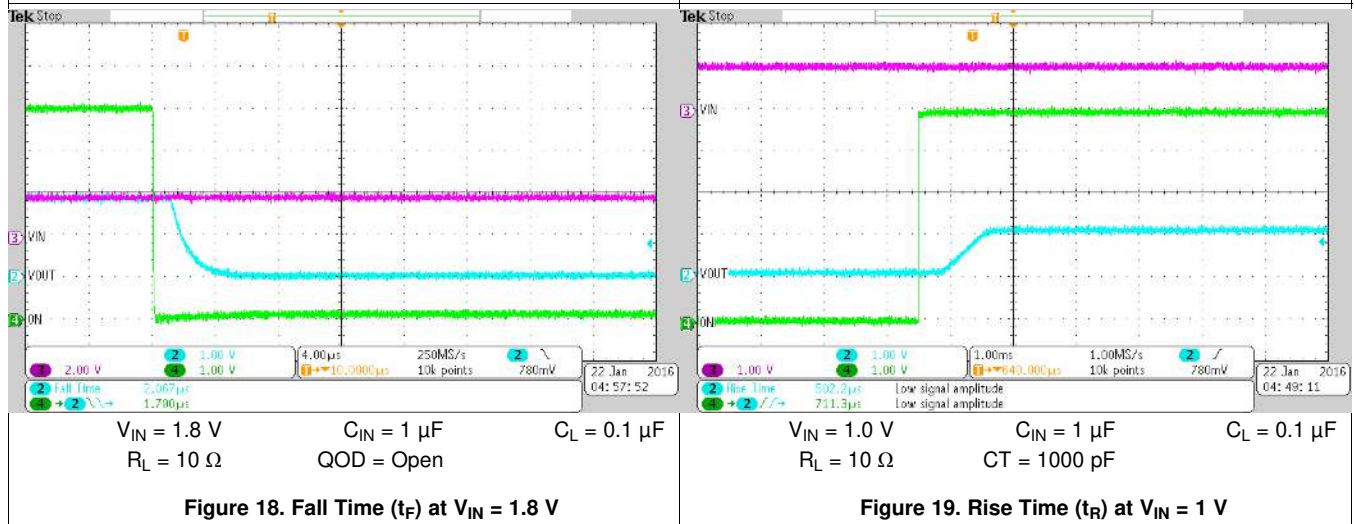 Tek Stop
T
T
3 VIN
2 VOUT
4 ON
2 1.00 V
3 2.00 V 4 1.00 V
4.00µs 250MS/s 2
T→▼10.0000µs 10k points 780mV
2 Fall Time 2.067µs
4 → 2 1.790µs
22 Jan 2016
04:57:52
V_IN = 1.8 V C_IN = 1 µF C_L = 0.1 µF
R_L = 10 Ω QOD = Open
Figure 18. Fall Time (t_F) at V_IN = 1.8 V
Tek Stop
T
T
3 VIN
2 VOUT
4 ON
2 1.00 V
3 1.00 V 4 1.00 V
1.00ms 1.00MS/s 2
T→▼640.000µs 10k points 780mV
2 Rise Time 502.2µs Low signal amplitude
4 → 2 711.3µs Low signal amplitude
22 Jan 2016
04:49:11
V_IN = 1.0 V C_IN = 1 µF C_L = 0.1 µF
R_L = 10 Ω CT = 1000 pF
Figure 19. Rise Time (t_R) at V_IN = 1 V